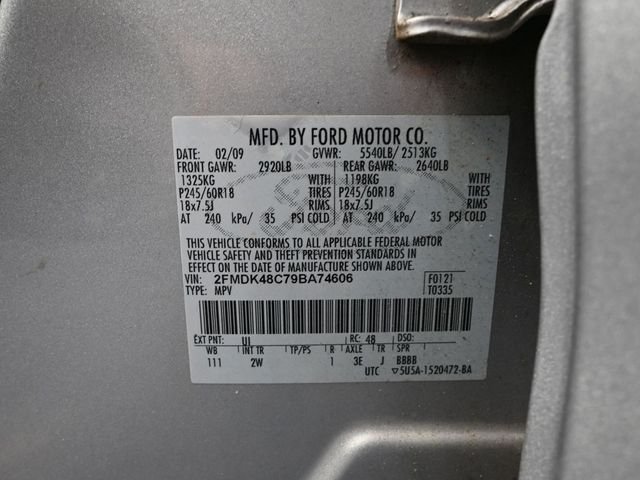 MFD. BY FORD MOTOR CO.
DATE: 02/09 GVWR: 5540LB/ 2513KG
FRONT GAWR: 2920LB REAR GAWR: 2640LB
1325KG WITH 1198KG WITH
P245/60R18 TIRES P245/60R18 TIRES
18x7.5J RIMS 18x7.5J RIMS
AT 240 kPa/ 35 PSI COLD AT 240 kPa/ 35 PSI COLD
THIS VEHICLE CONFORMS TO ALL APPLICABLE FEDERAL MOTOR
VEHICLE SAFETY AND THEFT PREVENTION STANDARDS IN
EFFECT ON THE DATE OF MANUFACTURE SHOWN ABOVE.
VIN: 2FMDK48C79BA74606 F0121
TYPE: MPV T0335
EXT PNT: UI RC: 48 DSO:
WB INT TR TP/PS R AXLE TR SPR
111 2W 1 3E J BBBB
UTC ▽5U5A-1520472-BA